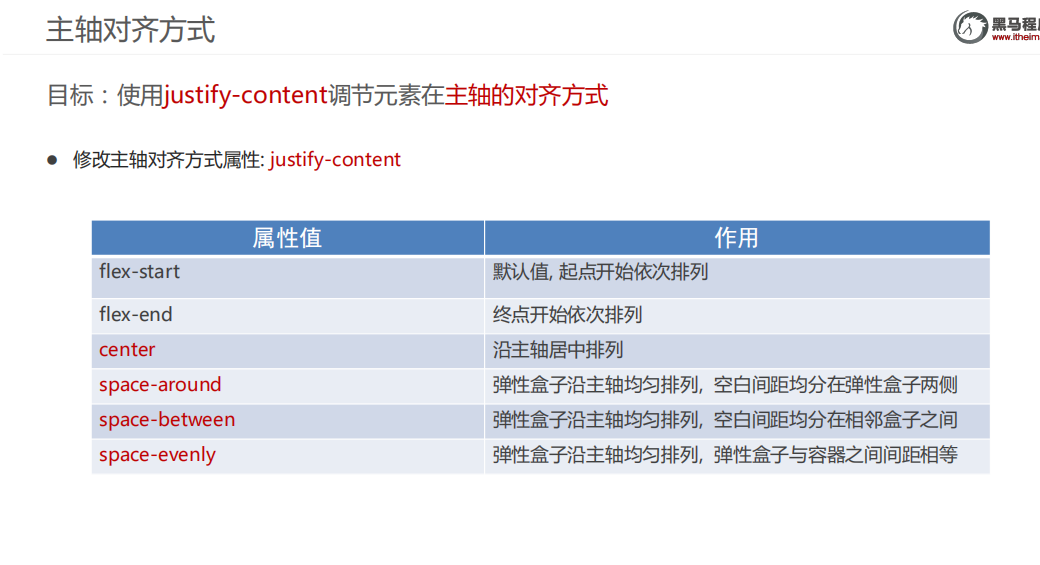 主轴对齐方式
黑马程
www.itheim
目标：使用justify-content调节元素在主轴的对齐方式
● 修改主轴对齐方式属性: justify-content
属性值 作用
flex-start 默认值, 起点开始依次排列
flex-end 终点开始依次排列
center 沿主轴居中排列
space-around 弹性盒子沿主轴均匀排列, 空白间距均分在弹性盒子两侧
space-between 弹性盒子沿主轴均匀排列, 空白间距均分在相邻盒子之间
space-evenly 弹性盒子沿主轴均匀排列, 弹性盒子与容器之间间距相等